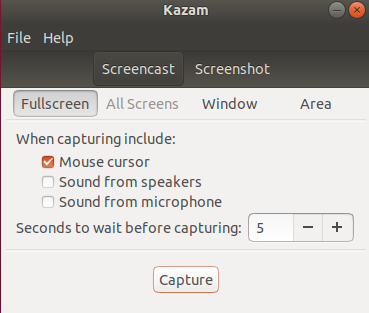 Kazam
File Help
Screencast Screenshot
Fullscreen All Screens Window Area
When capturing include:
Mouse cursor
Sound from speakers
Sound from microphone
Seconds to wait before capturing: 5 − +
Capture